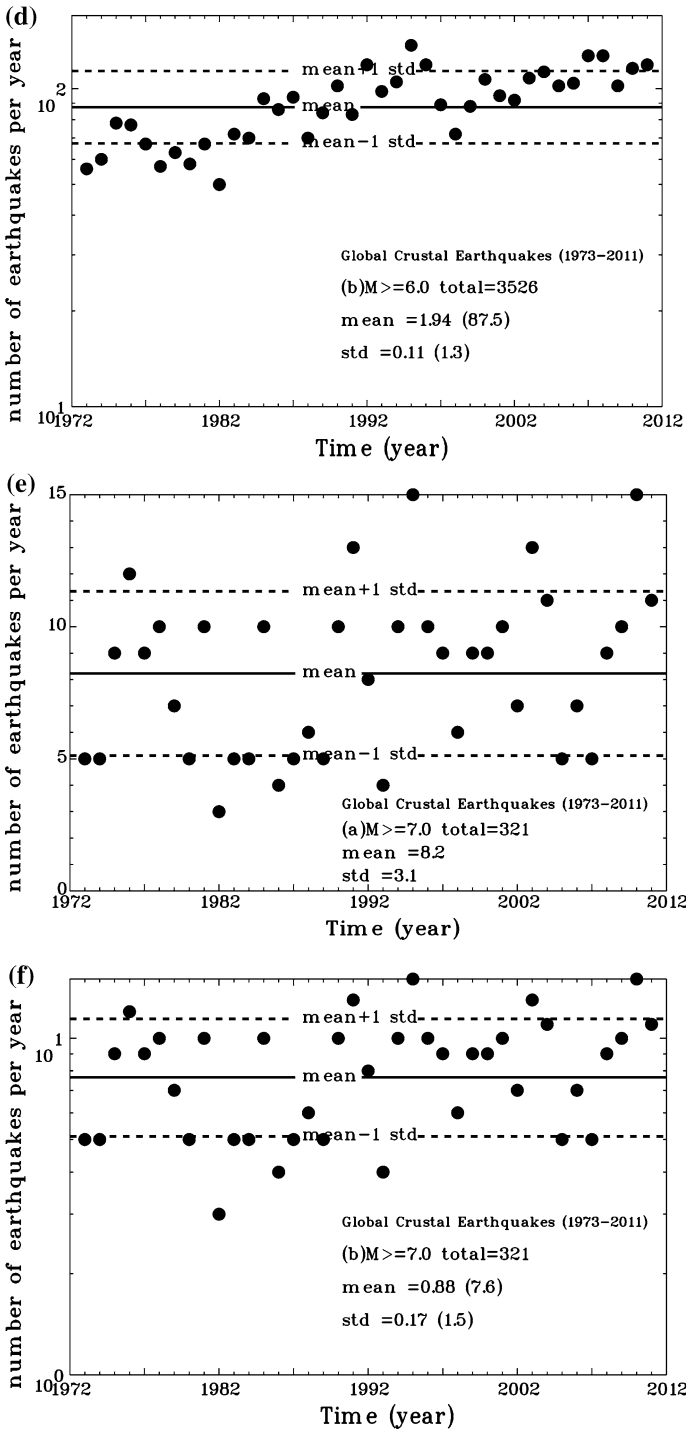 (d)
number of earthquakes per year
10 2
10 1
mean+1 std
mean
mean−1 std
Global Crustal Earthquakes (1973−2011)
(b)M>=6.0 total=3526
mean =1.94 (87.5)
std =0.11 (1.3)
1972 1982 1992 2002 2012
Time (year)
(e)
number of earthquakes per year
15
10
5
0
mean+1 std
mean
mean−1 std
Global Crustal Earthquakes (1973−2011)
(a)M>=7.0 total=321
mean =8.2
std =3.1
1972 1982 1992 2002 2012
Time (year)
(f)
number of earthquakes per year
10 1
10 0
mean+1 std
mean
mean−1 std
Global Crustal Earthquakes (1973−2011)
(b)M>=7.0 total=321
mean =0.88 (7.6)
std =0.17 (1.5)
1972 1982 1992 2002 2012
Time (year)